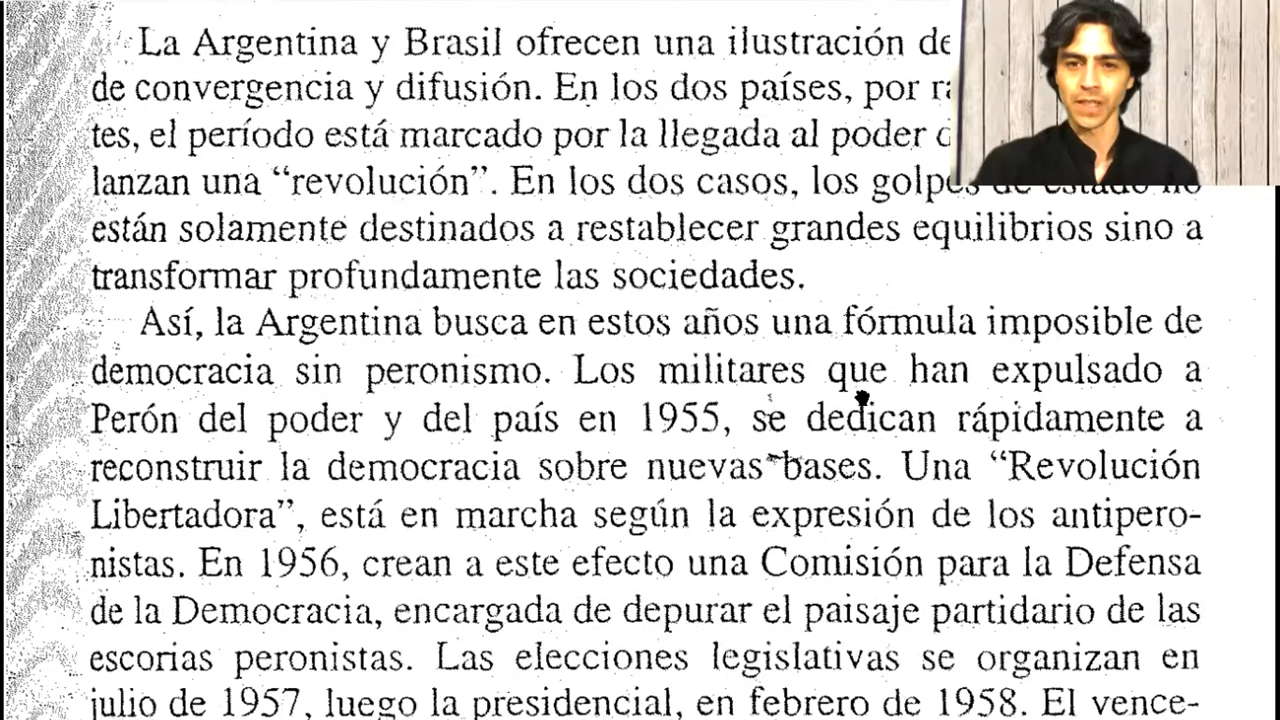 La Argentina y Brasil ofrecen una ilustración de
de convergencia y difusión. En los dos países, por
tes, el período está marcado por la llegada al poder
lanzan una “revolución”. En los dos casos, los golpes de estado no
están solamente destinados a restablecer grandes equilibrios sino a
transformar profundamente las sociedades.
Así, la Argentina busca en estos años una fórmula imposible de
democracia sin peronismo. Los militares que han expulsado a
Perón del poder y del país en 1955, se dedican rápidamente a
reconstruir la democracia sobre nuevas bases. Una “Revolución
Libertadora”, está en marcha según la expresión de los antipero-
nistas. En 1956, crean a este efecto una Comisión para la Defensa
de la Democracia, encargada de depurar el paisaje partidario de las
escorias peronistas. Las elecciones legislativas se organizan en
julio de 1957, luego la presidencial, en febrero de 1958. El vence-